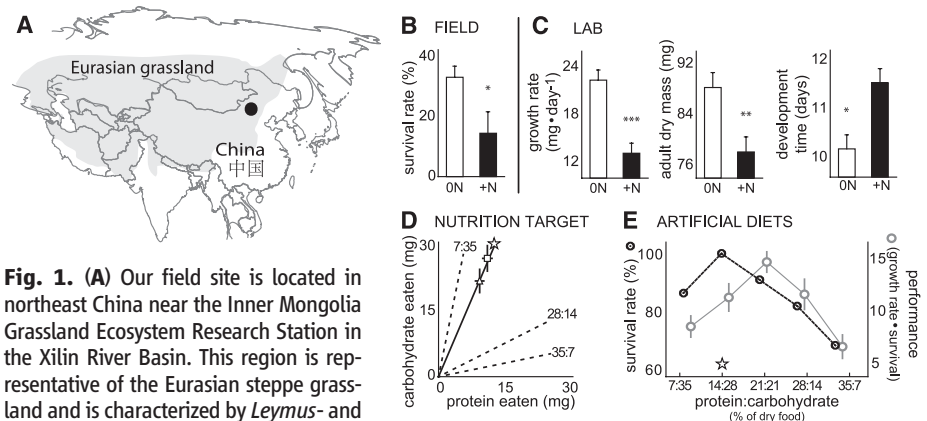 A
Eurasian grassland
China
中国
B FIELD
survival rate (%)
40
20
0
*
0N +N
C LAB
growth rate
(mg•day-1)
24
18
12
***
0N +N
adult dry mass (mg)
92
84
76
**
0N +N
development
time (days)
12
11
10
*
0N +N
Fig. 1. (A) Our field site is located in
northeast China near the Inner Mongolia
Grassland Ecosystem Research Station in
the Xilin River Basin. This region is rep-
resentative of the Eurasian steppe grass-
land and is characterized by Leymus- and
D NUTRITION TARGET
carbohydrate eaten (mg)
30
15
0
7:35
28:14
35:7
0 15 30
protein eaten (mg)
E ARTIFICIAL DIETS
survival rate (%)
100
80
60
15
10
5
performance
(growth rate•survival)
7:35 14:28 21:21 28:14 35:7
protein:carbohydrate
(% of dry food)